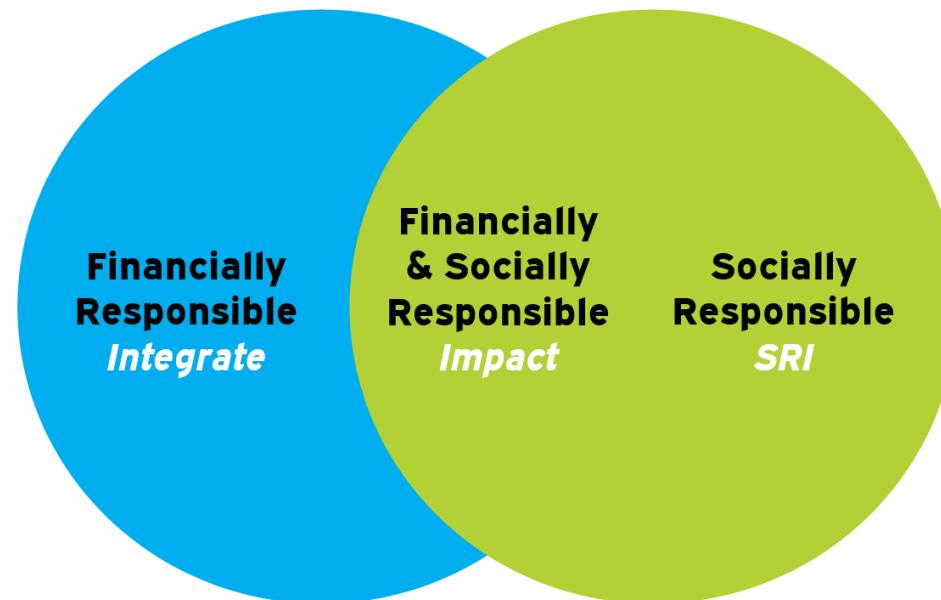 Financially
Responsible
Integrate
Financially
& Socially
Responsible
Impact
Socially
Responsible
SRI